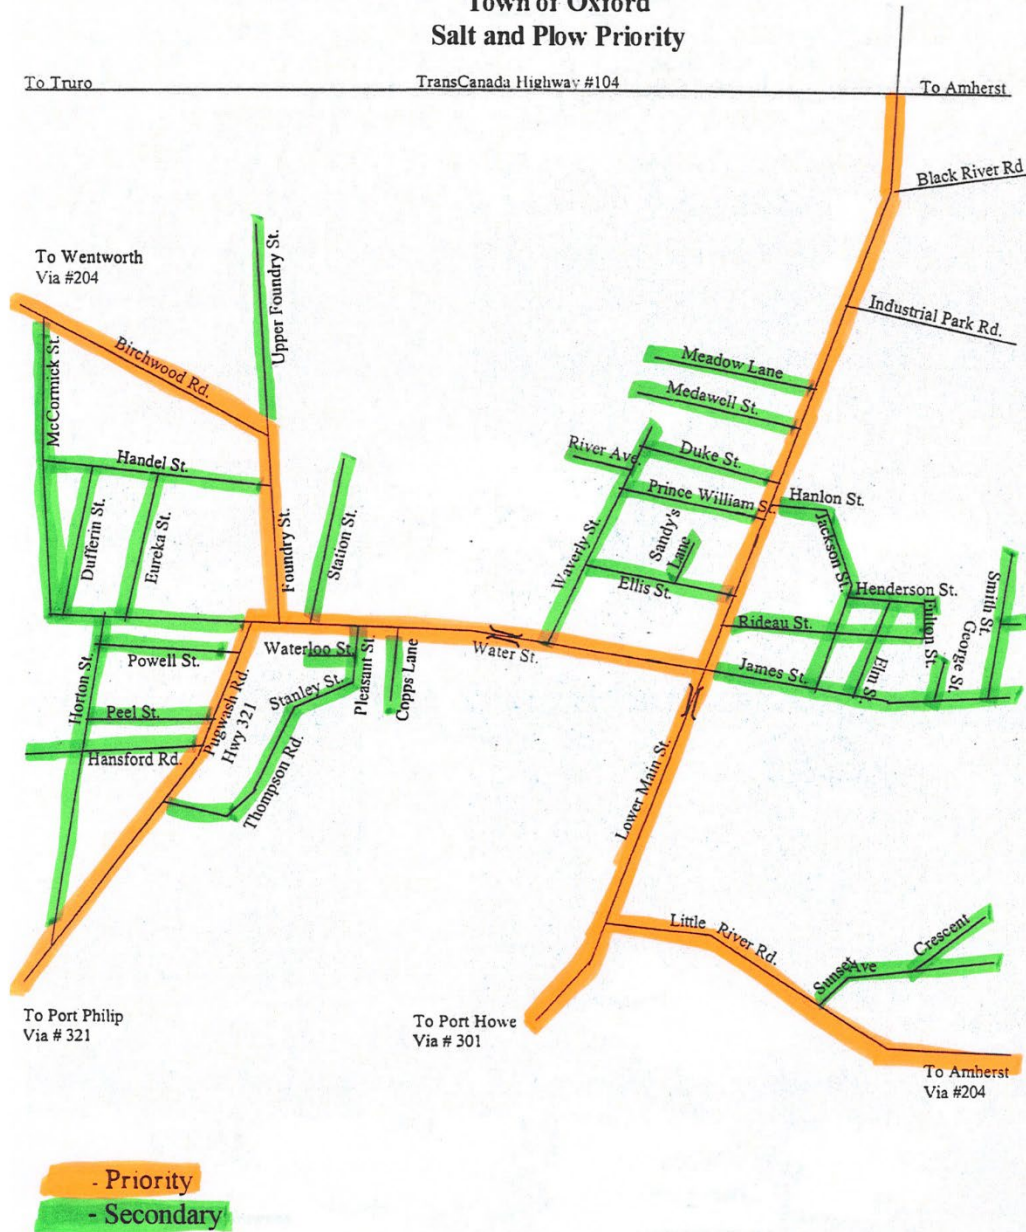 Town of Oxford
Salt and Plow Priority
To Truro
TransCanada Highway #104
To Amherst
Black River Rd
To Wentworth
Via #204
Upper Foundry St.
Industrial Park Rd.
Birchwood Rd.
McCormick St.
Meadow Lane
Medawell St.
River Ave.
Duke St.
Handel St.
Prince William St
Hanlon St.
Dufferin St.
Eureka St.
Foundry St.
Station St.
Waverly St.
Sandy's
Lane
Jackson St.
Ellis St.
Henderson St.
Smith St.
George St.
Fulton St.
Rideau St.
Elm St.
James St.
Water St.
Waterloo St.
Pleasant St.
Copps Lane
Powell St.
Horton St.
Stanley St.
Peel St.
Pugwash Rd.
Hwy 321
Hansford Rd.
Thompson Rd.
Lower Main St.
Little River Rd.
Crescent
Sunset Ave
To Port Philip
Via # 321
To Port Howe
Via # 301
To Amherst
Via #204
- Priority
- Secondary